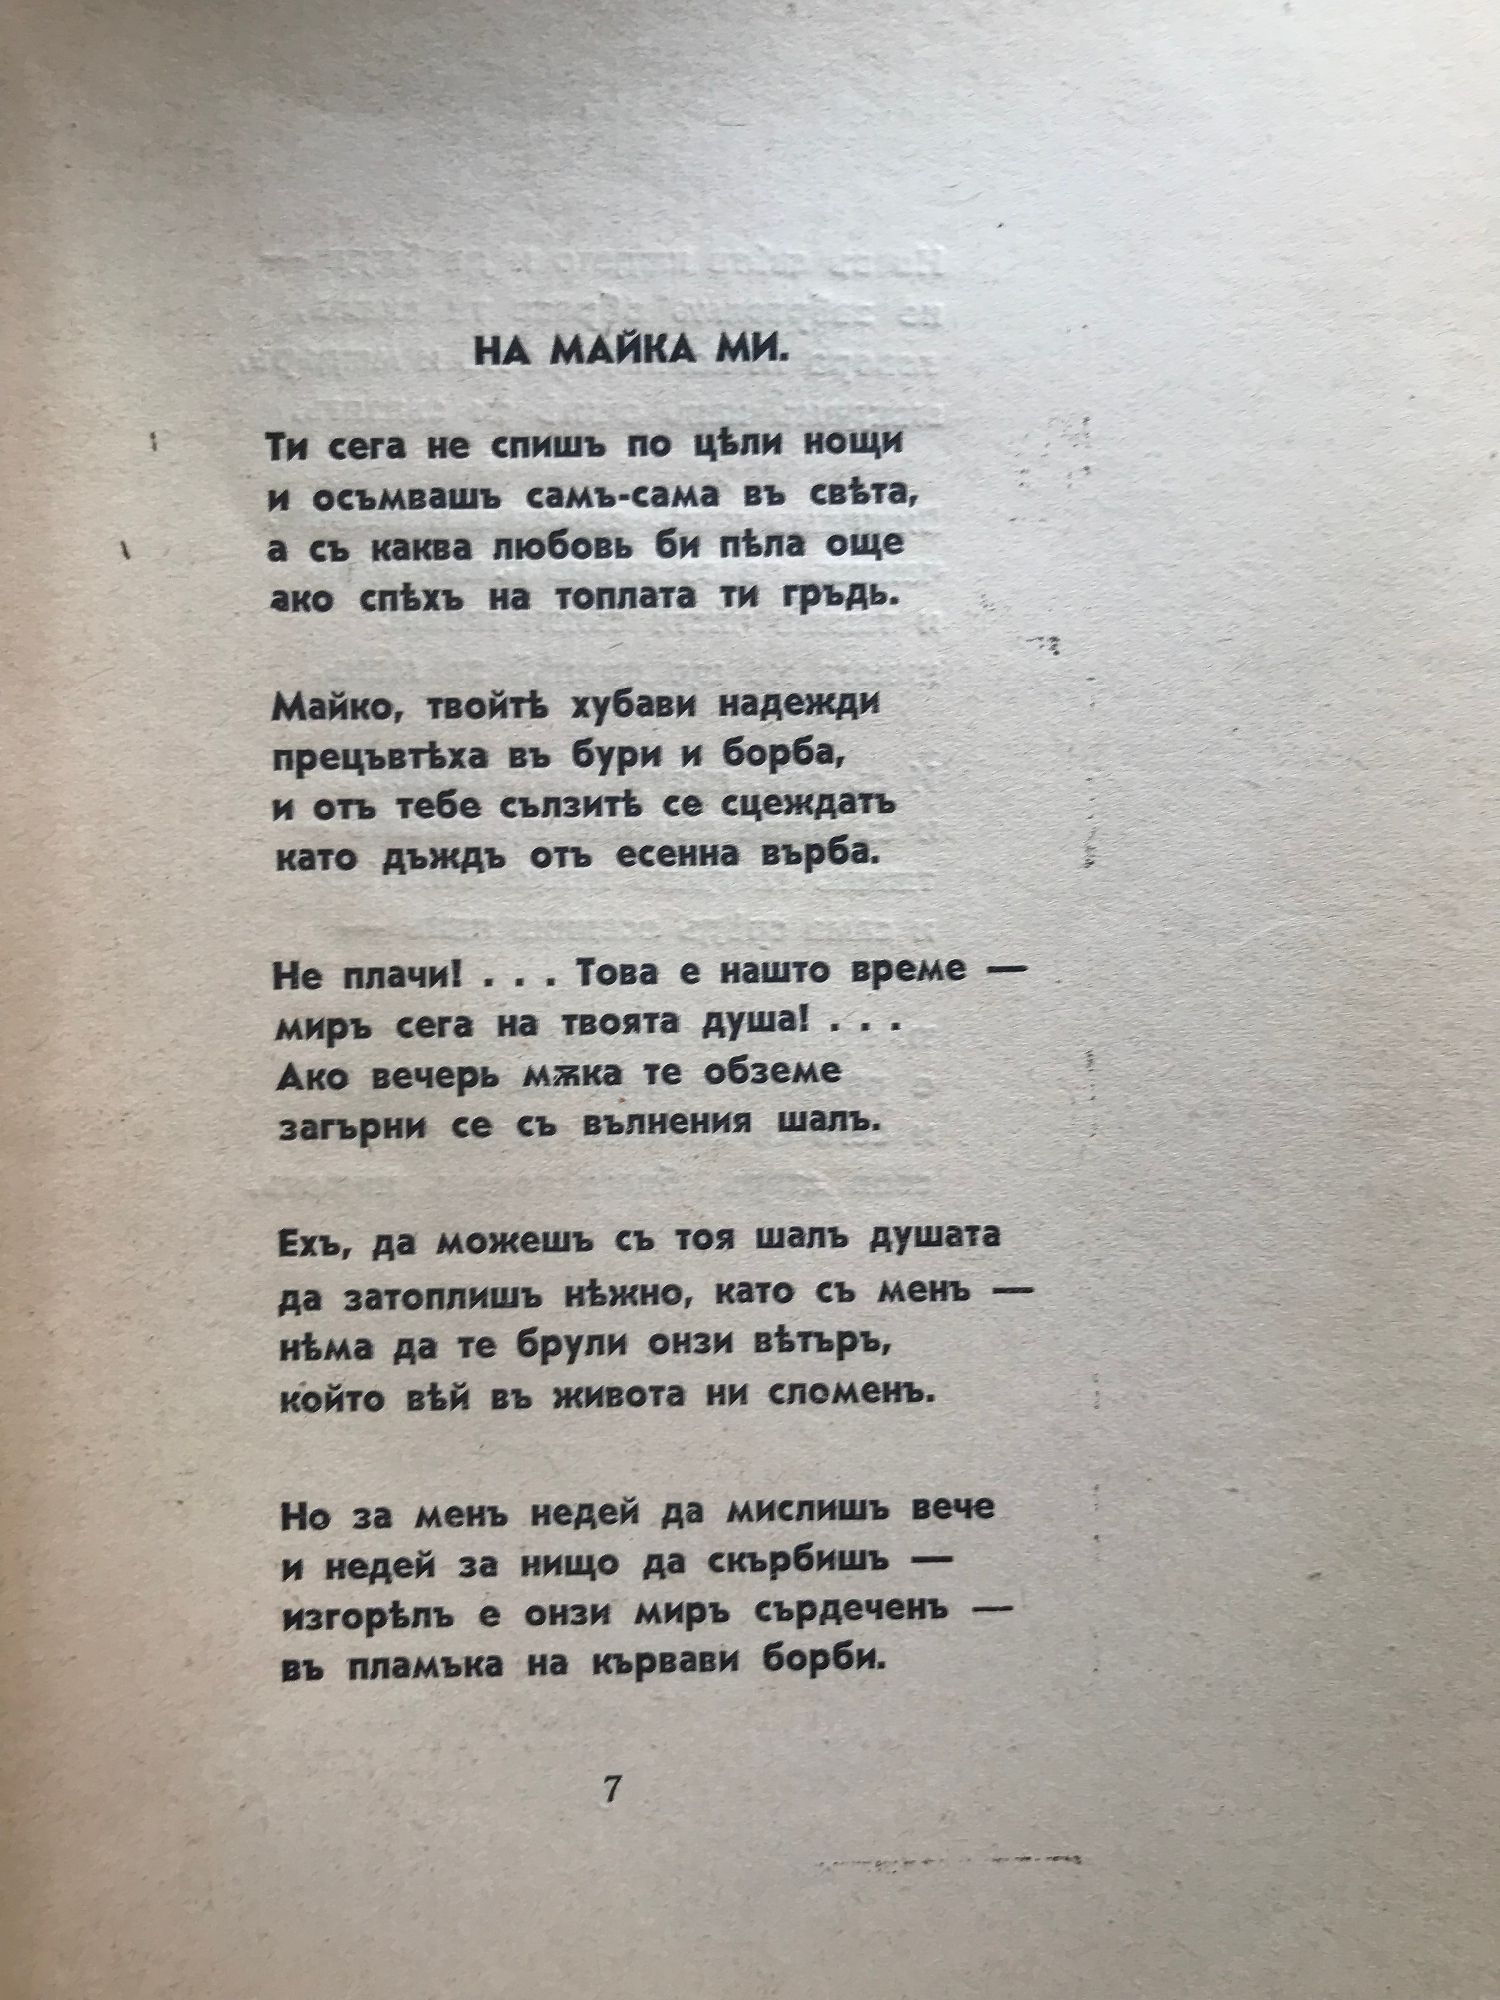 НА МАЙКА МИ.
Ти сега не спишъ по цѣли нощи
и осъмвашъ самъ-сама въ свѣта,
а съ каква любовь би пѣла още
ако спѣхъ на топлата ти гръдь.
Майко, твойтѣ хубави надежди
прецъвтѣха въ бури и борба,
и отъ тебе сълзитѣ се сцеждатъ
като дъждъ отъ есенна върба.
Не плачи! . . . Това е нашто време —
миръ сега на твоята душа! . . .
Ако вечерь мѫка те обземе
загърни се съ вълнения шалъ.
Ехъ, да можешъ съ тоя шалъ душата
да затоплишъ нѣжно, като съ менъ —
нѣма да те брули онзи вѣтъръ,
който вѣй въ живота ни сломенъ.
Но за менъ недей да мислишъ вече
и недей за нищо да скърбишъ —
изгорѣлъ е онзи миръ сърдеченъ —
въ пламъка на кървави борби.
7